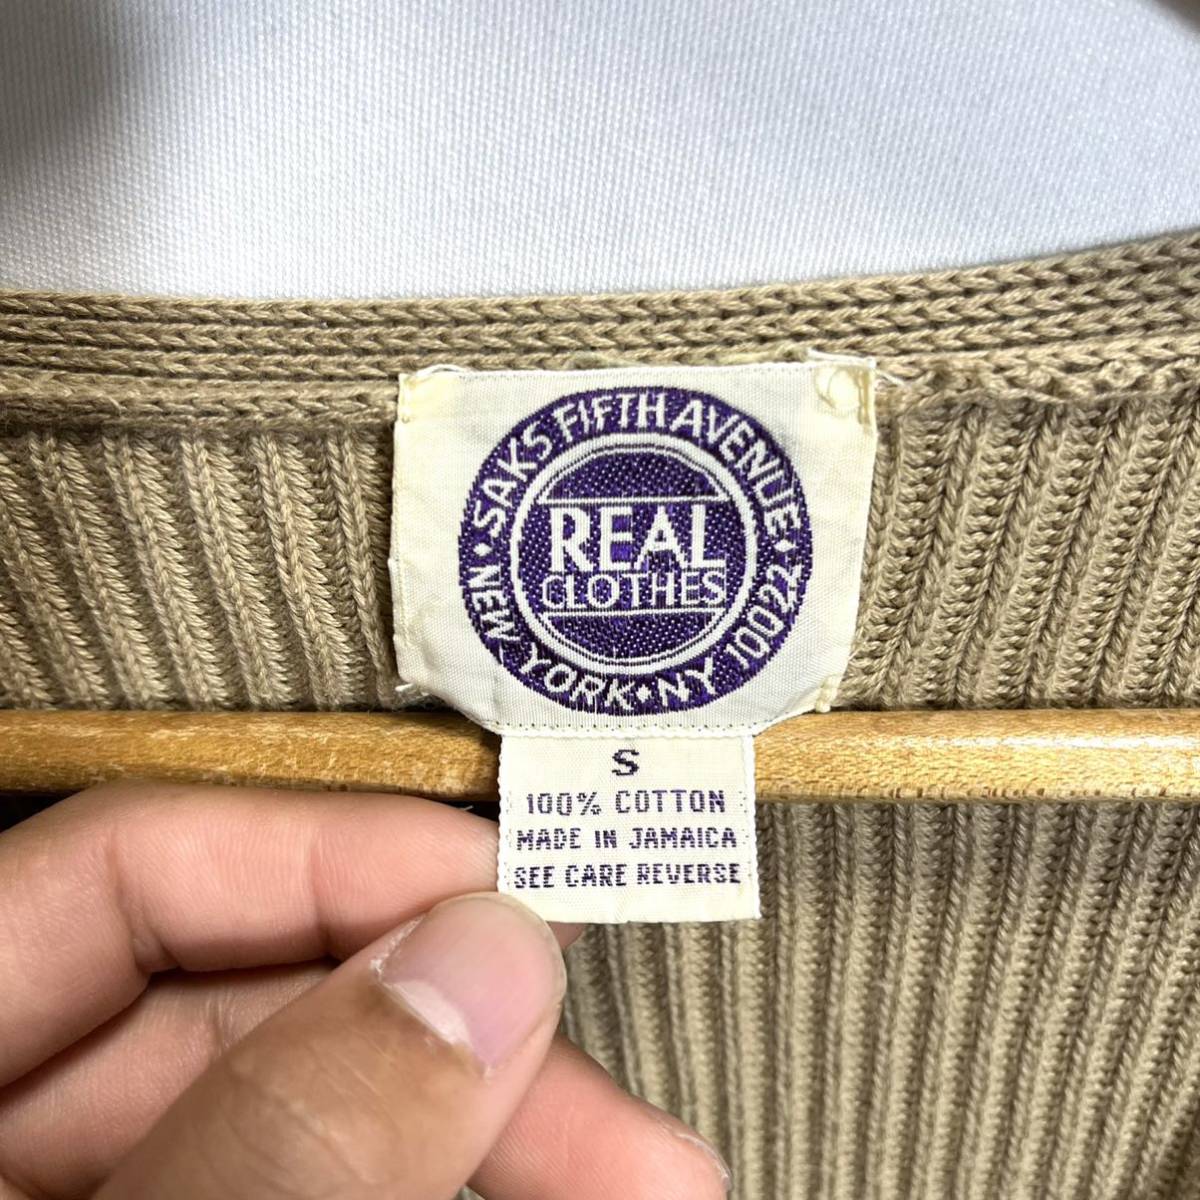 SAKS FIFTH AVENUE
REAL
CLOTHES
NEW YORK • NY 10022
S
100% COTTON
MADE IN JAMAICA
SEE CARE REVERSE